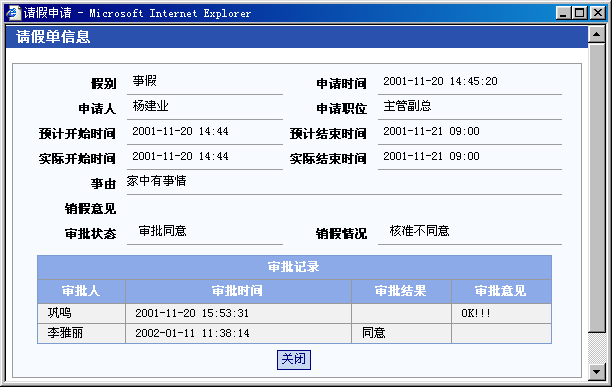 请假申请 - Microsoft Internet Explorer
请假单信息
假别 事假 申请时间 2001-11-20 14:45:20
申请人 杨建业 申请职位 主管副总
预计开始时间 2001-11-20 14:44 预计结束时间 2001-11-21 09:00
实际开始时间 2001-11-20 14:44 实际结束时间 2001-11-21 09:00
事由 家中有事情
销假意见
审批状态 审批同意 销假情况 核准不同意
审批记录
审批人 审批时间 审批结果 审批意见
巩鸣 2001-11-20 15:53:31 OK!!!
李雅丽 2002-01-11 11:38:14 同意
关闭